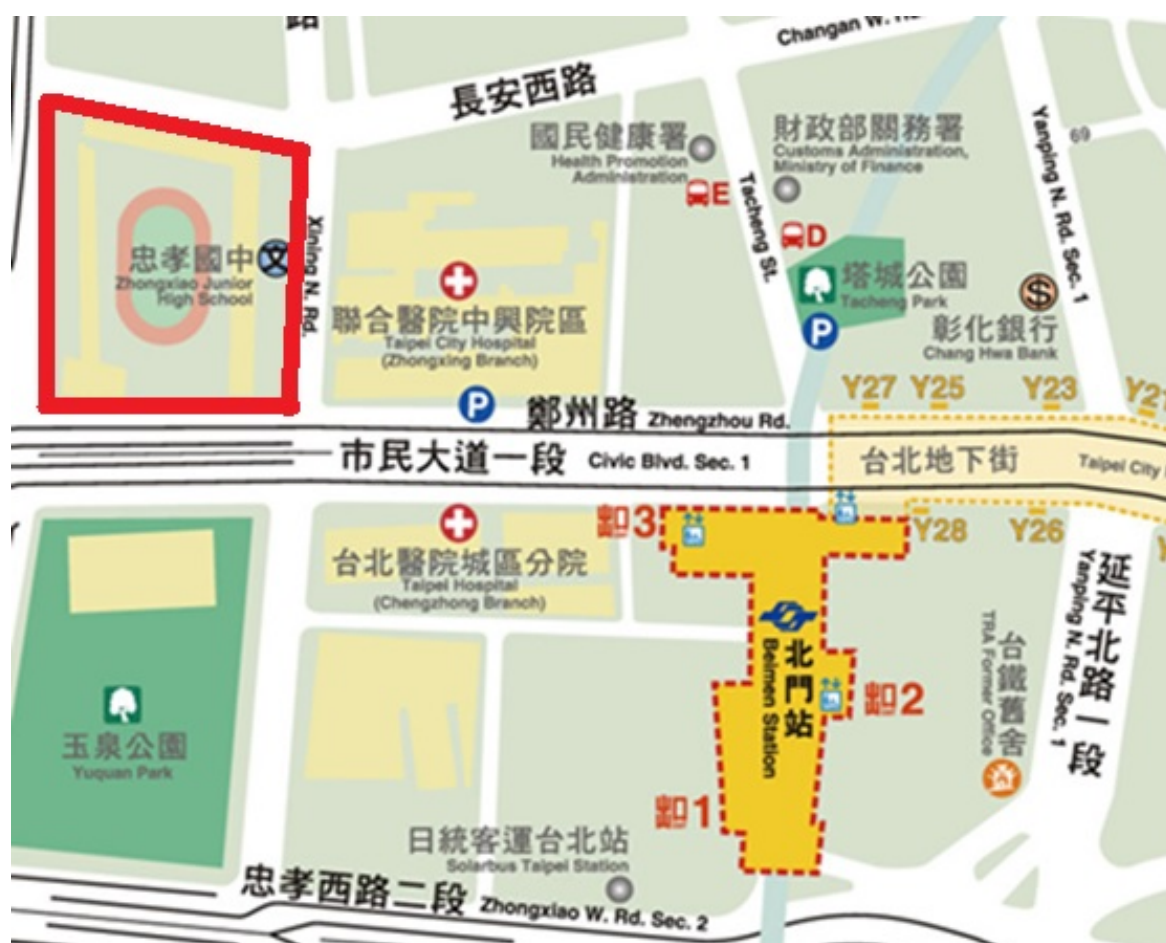 路
Changan W.
長安西路
國民健康署
Health Promotion
Administration
財政部關務署
Customs Administration,
Ministry of Finance
69
Yanping N. Rd. Sec. 1
E
Tacheng St.
D
忠孝國中
文
Zhongxiao Junior
High School
Xining N. Rd.
聯合醫院中興院區
Taipei City Hospital
(Zhongxing Branch)
塔城公園
Tacheng Park
$
P
彰化銀行
Chang Hwa Bank
Y27
Y25
Y23
P
鄭州路 Zhengzhou Rd.
市民大道一段 Civic Blvd. Sec. 1
台北地下街
Taipei City
出口3
Y28
Y26
台北醫院城區分院
Taipei Hospital
(Chengzhong Branch)
北門站
Beimen Station
出口2
台鐵舊舍
TRA Former Office
延平北路一段
Yanping N. Rd. Sec. 1
玉泉公園
Yuquan Park
出口1
日統客運台北站
Solarbus Taipei Station
忠孝西路二段 Zhongxiao W. Rd. Sec. 2